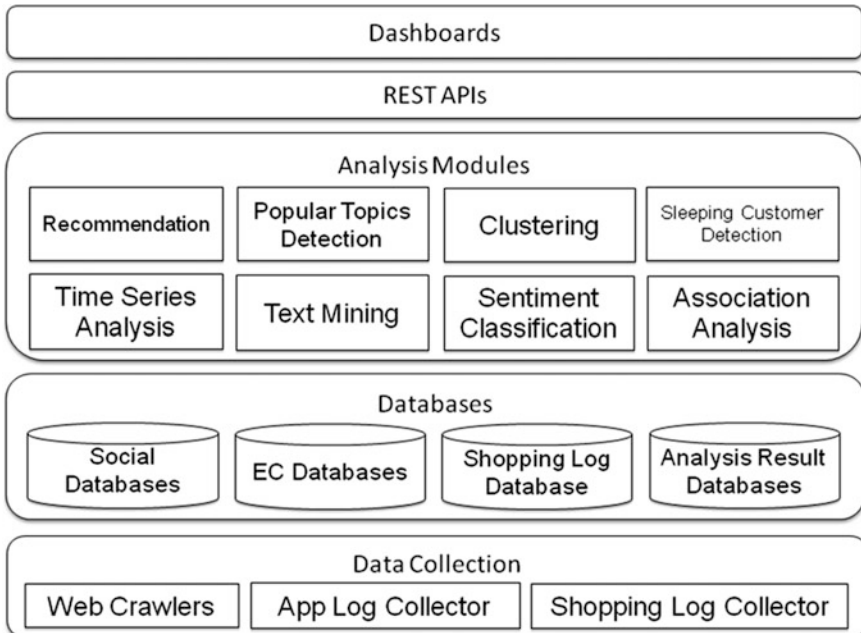 Dashboards
REST APIs
Analysis Modules
Recommendation
Popular Topics
Detection
Clustering
Sleeping Customer
Detection
Time Series
Analysis
Text Mining
Sentiment
Classification
Association
Analysis
Databases
Social
Databases
EC Databases
Shopping Log
Database
Analysis Result
Databases
Data Collection
Web Crawlers
App Log Collector
Shopping Log Collector